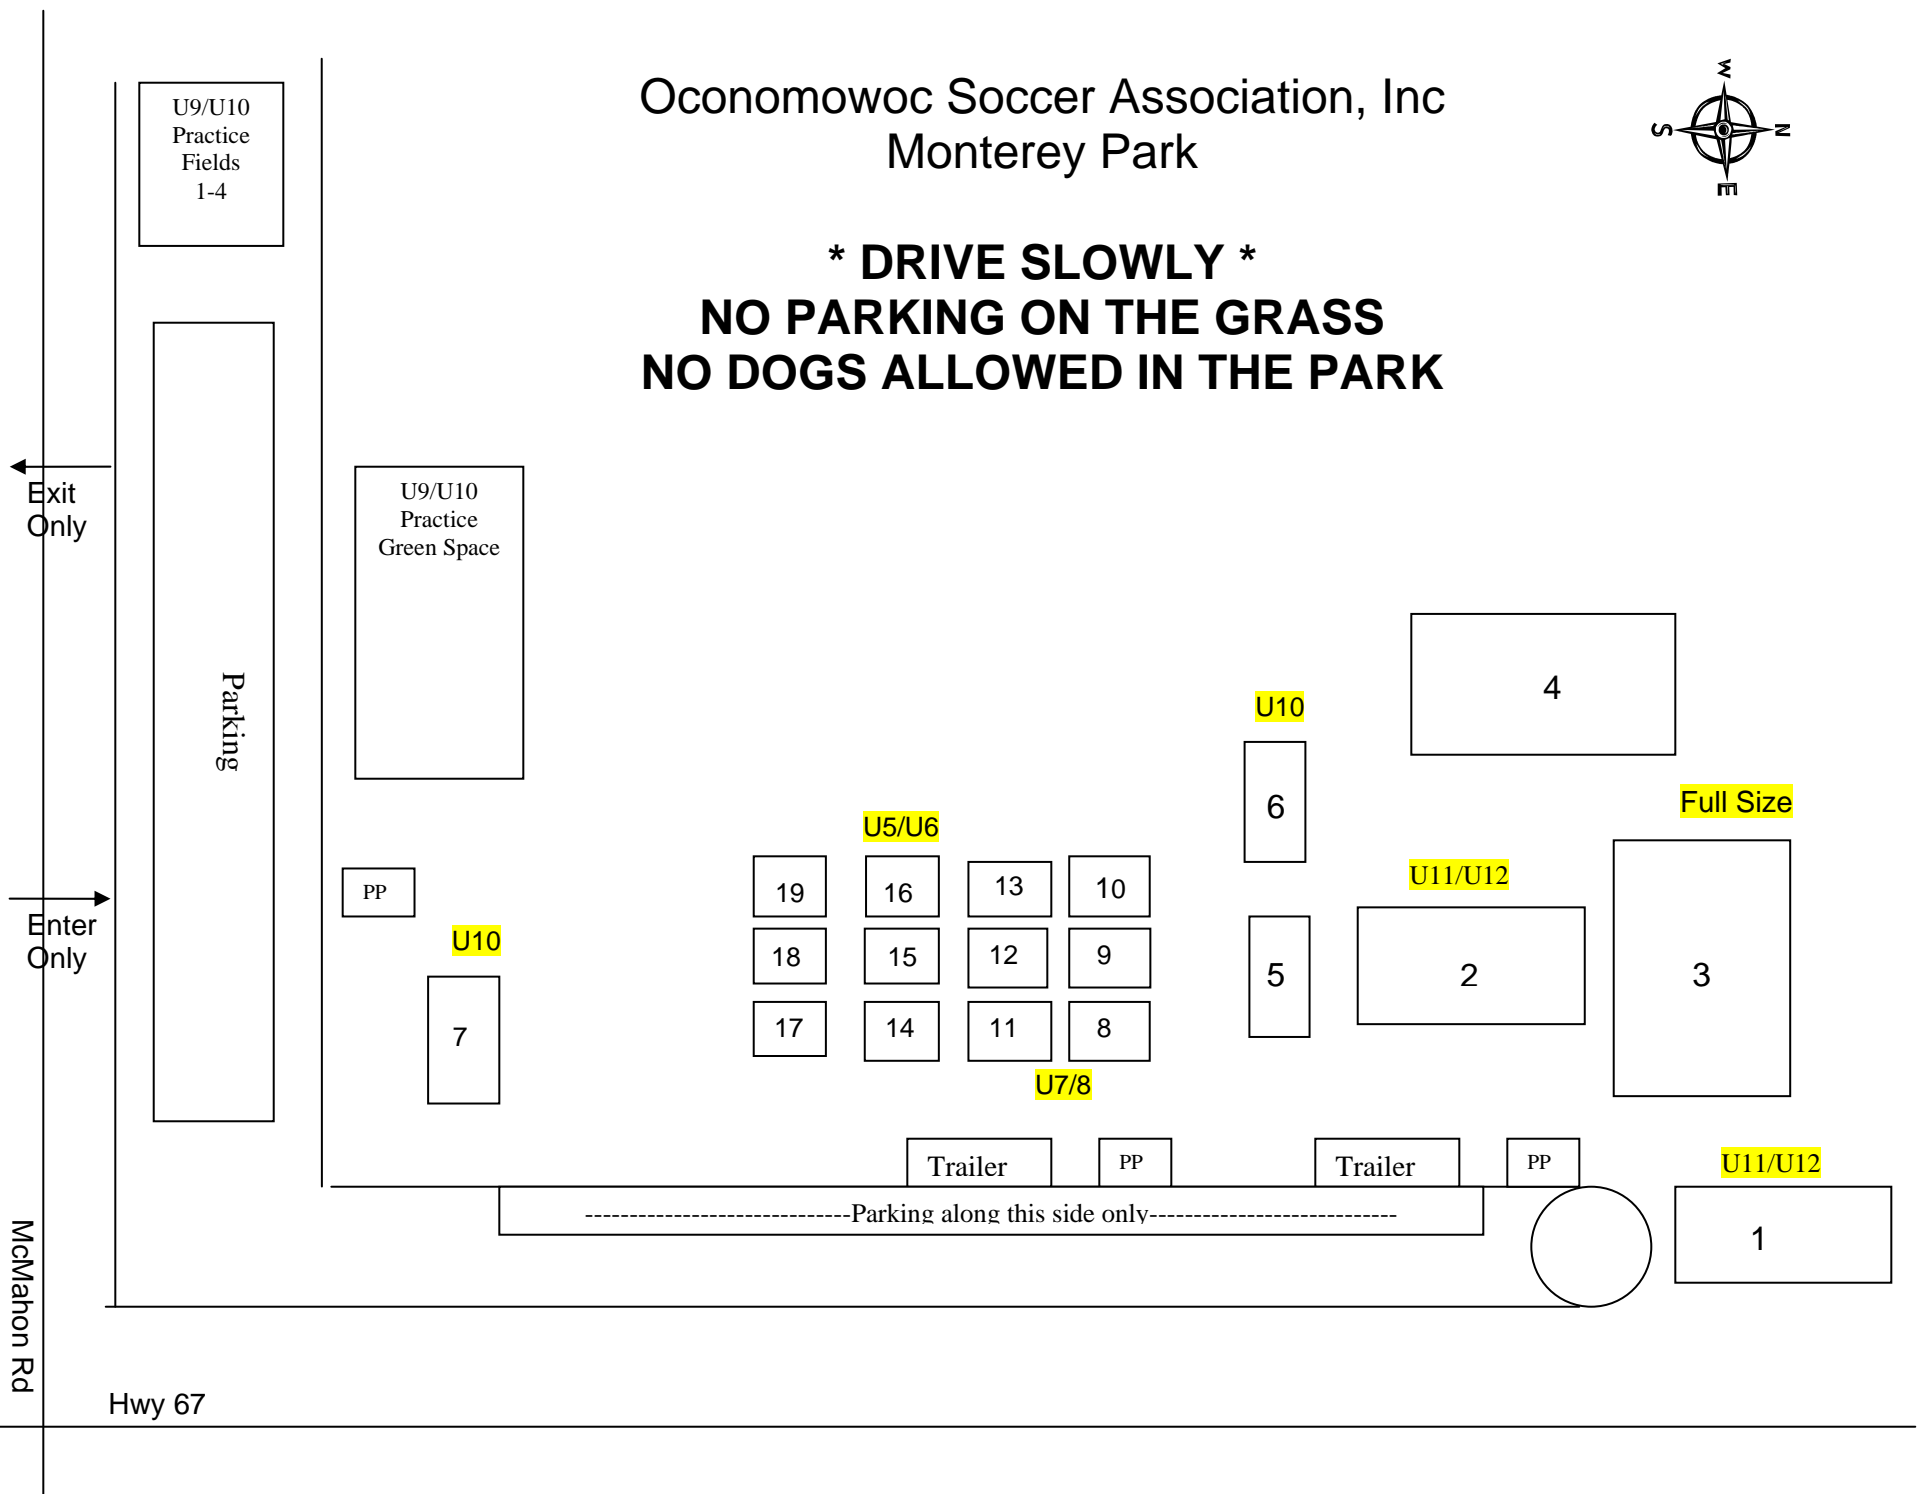 Oconomowoc Soccer Association, Inc
Monterey Park
* DRIVE SLOWLY *
NO PARKING ON THE GRASS
NO DOGS ALLOWED IN THE PARK
W
N
S
E
U9/U10
Practice
Fields
1-4
Exit
Only
U9/U10
Practice
Green Space
Parking
4
U10
6
Full Size
U5/U6
U11/U12
PP
19
16
13
10
Enter
Only
U10
18
15
12
9
5
2
3
7
17
14
11
8
U7/8
Trailer
PP
Trailer
PP
U11/U12
------------------------------Parking along this side only----------------------------
1
McMahon Rd
Hwy 67